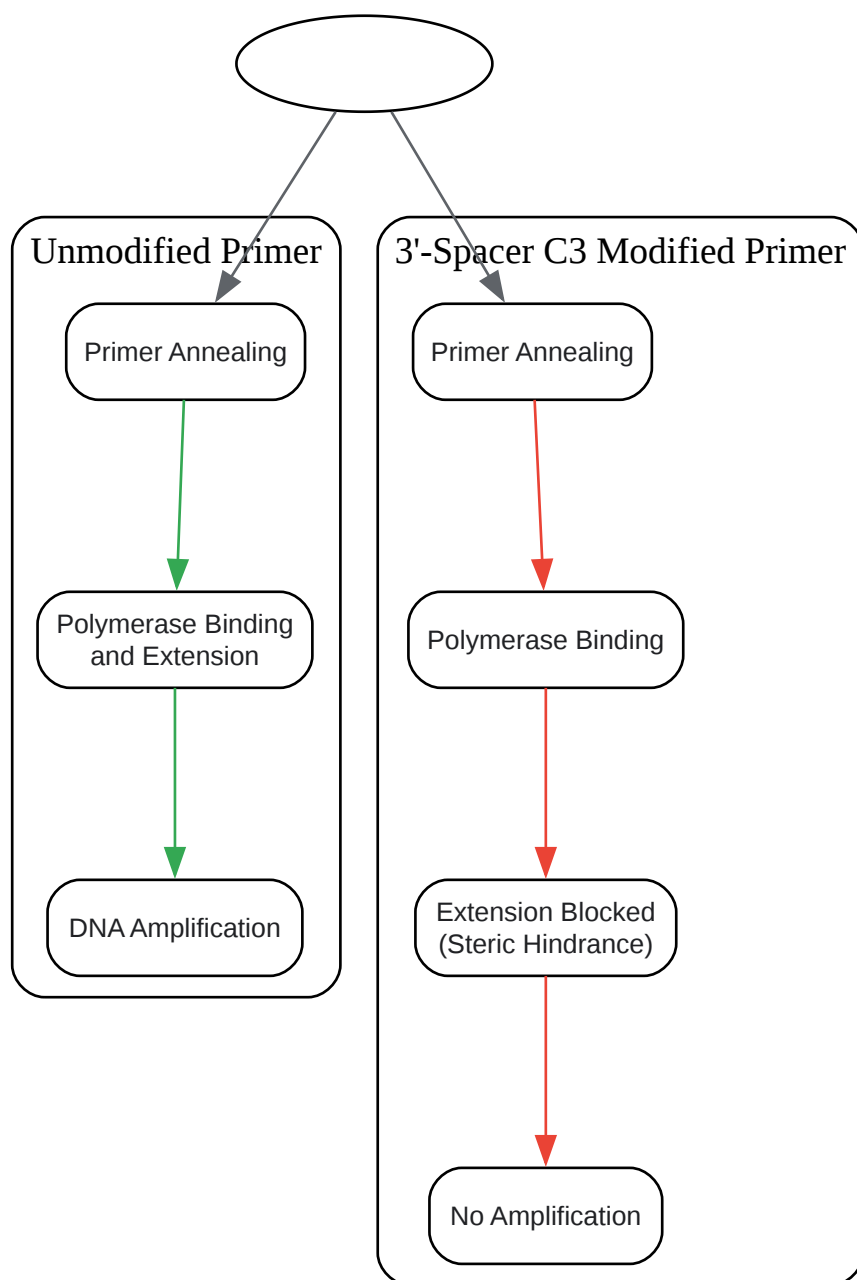 Unmodified Primer
Primer Annealing
Polymerase Binding
and Extension
DNA Amplification
3'-Spacer C3 Modified Primer
Primer Annealing
Polymerase Binding
Extension Blocked
(Steric Hindrance)
No Amplification